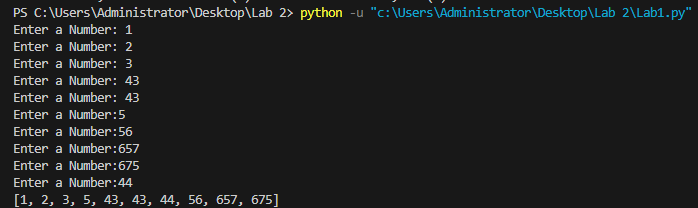 PS C:\Users\Administrator\Desktop\Lab 2> python -u "c:\Users\Administrator\Desktop\Lab 2\Lab1.py"
Enter a Number: 1
Enter a Number: 2
Enter a Number: 3
Enter a Number: 43
Enter a Number: 43
Enter a Number:5
Enter a Number:56
Enter a Number:657
Enter a Number:675
Enter a Number:44
[1, 2, 3, 5, 43, 43, 44, 56, 657, 675]